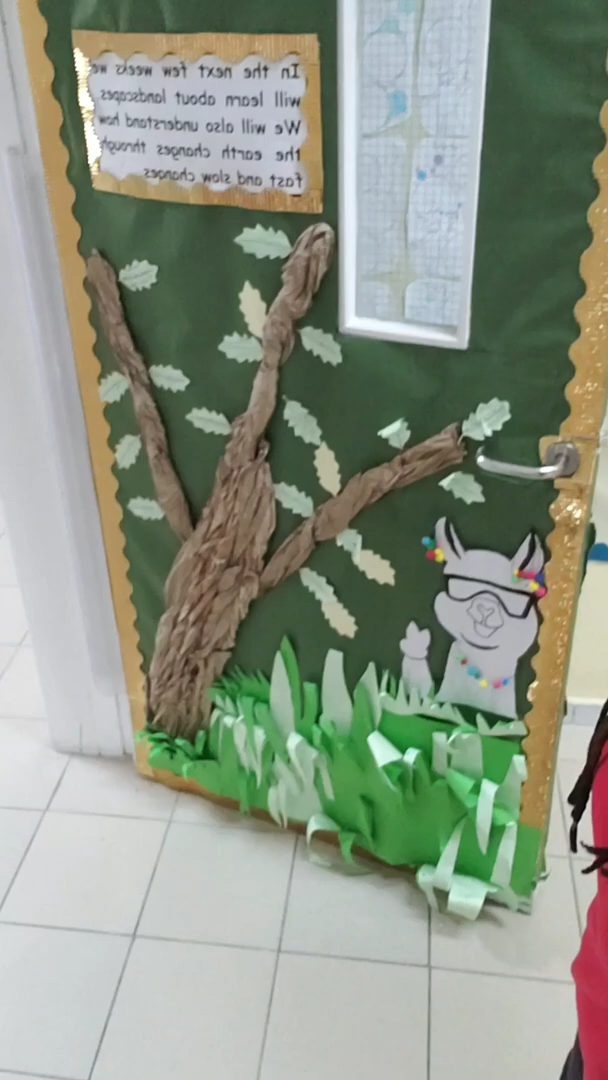 In the next few weeks we
will learn about landscapes
We will also understand how
the earth changes through
fast and slow changes